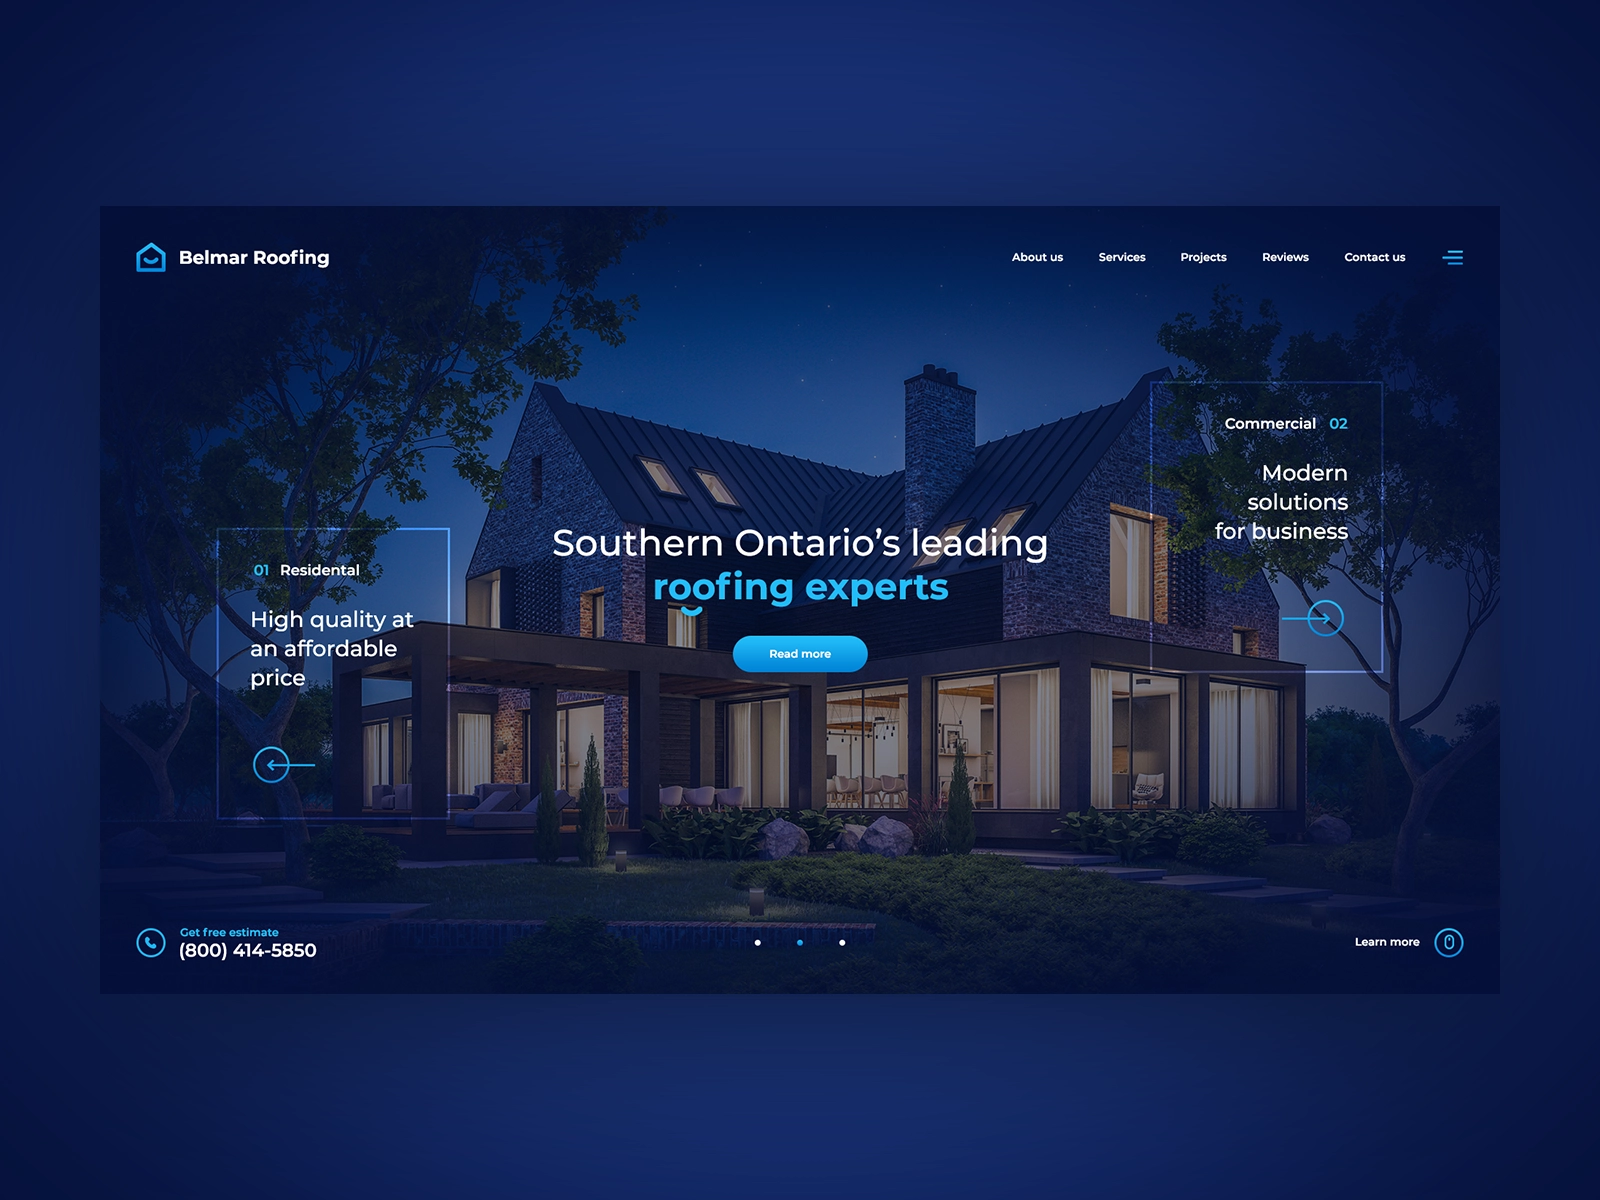 Belmar Roofing
About us
Services
Projects
Reviews
Contact us
Southern Ontario’s leading
roofing experts
Read more
01 Residental
High quality at
an affordable
price
Commercial 02
Modern
solutions
for business
Get free estimate
(800) 414-5850
Learn more